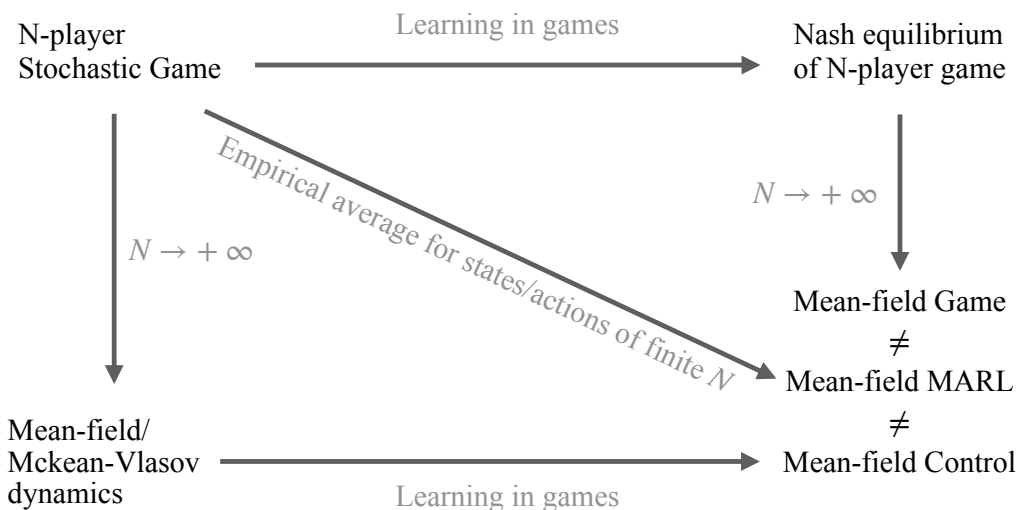 N-player
Stochastic Game
Learning in games
Nash equilibrium
of N-player game
Empirical average for states/actions of finite N
N → + ∞
N → + ∞
Mean-field Game
≠
Mean-field MARL
≠
Mean-field Control
Mean-field/
Mckean-Vlasov
dynamics
Learning in games